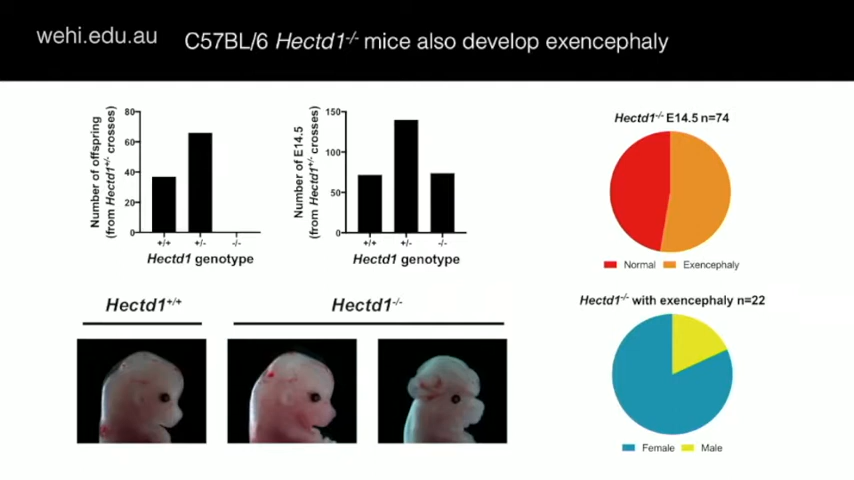 wehi.edu.au
C57BL/6 Hectd1-/- mice also develop exencephaly
Number of offspring
(from Hectd1+/- crosses)
80
60
40
20
0
+/+ +/- -/-
Hectd1 genotype
Number of E14.5
(from Hectd1+/- crosses)
150
100
50
0
+/+ +/- -/-
Hectd1 genotype
Hectd1-/- E14.5 n=74
Normal Exencephaly
Hectd1+/+
Hectd1-/-
Hectd1-/- with exencephaly n=22
Female Male